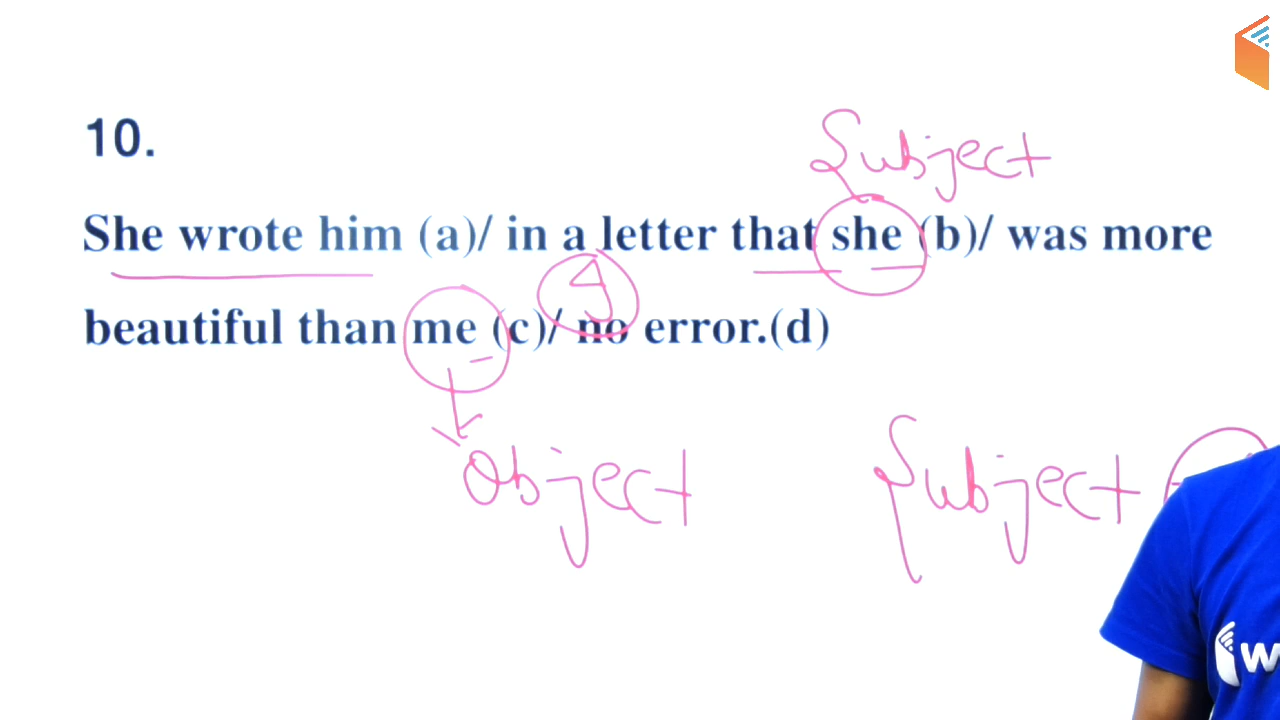 10.
Subject
She wrote him (a)/ in a letter that she (b)/ was more
beautiful than me (c)/ no error.(d)
Object
Subject
w